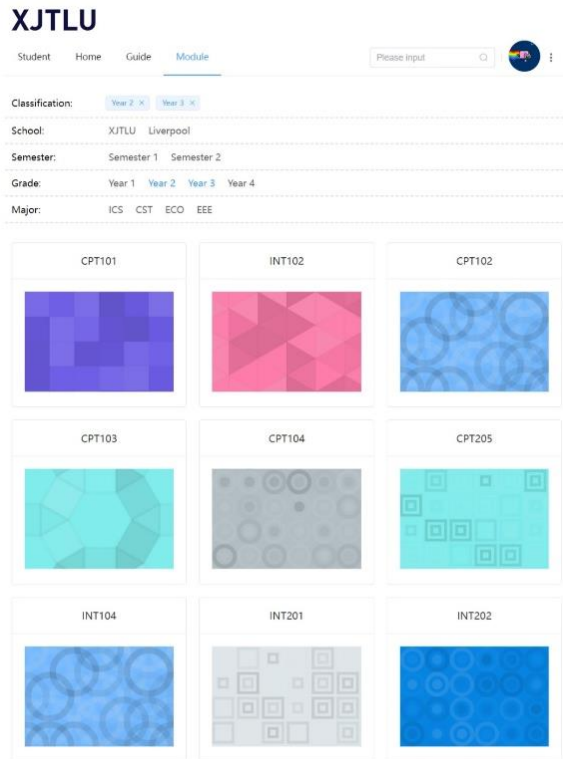 XJTLU
Student Home Guide Module Please input
Classification: Year 2 × Year 3 ×
School: XJTLU Liverpool
Semester: Semester 1 Semester 2
Grade: Year 1 Year 2 Year 3 Year 4
Major: ICS CST ECO EEE
CPT101 INT102 CPT102
CPT103 CPT104 CPT205
INT104 INT201 INT202